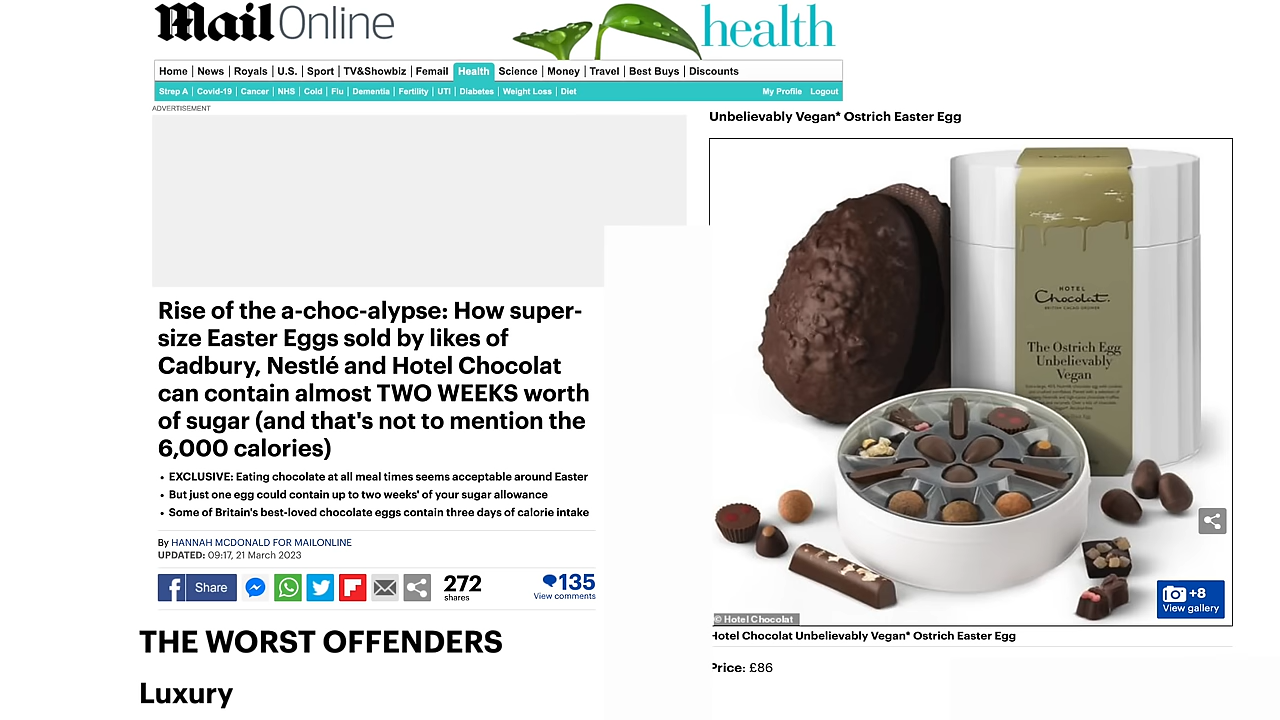 Mail Online
health
Home News Royals U.S. Sport TV&Showbiz Femail Health Science Money Travel Best Buys Discounts
Strep A Covid-19 Cancer NHS Cold Flu Dementia Fertility UTI Diabetes Weight Loss Diet My Profile Logout
ADVERTISEMENT
Rise of the a-choc-alypse: How super-
size Easter Eggs sold by likes of
Cadbury, Nestlé and Hotel Chocolat
can contain almost TWO WEEKS worth
of sugar (and that's not to mention the
6,000 calories)
• EXCLUSIVE: Eating chocolate at all meal times seems acceptable around Easter
• But just one egg could contain up to two weeks' of your sugar allowance
• Some of Britain's best-loved chocolate eggs contain three days of calorie intake
By HANNAH MCDONALD FOR MAILONLINE
UPDATED: 09:17, 21 March 2023
Share
272
shares
135
View comments
THE WORST OFFENDERS
Luxury
Unbelievably Vegan* Ostrich Easter Egg
HOTEL
Chocolat.
BRITISH CACAO GROWER
The Ostrich Egg
Unbelievably
Vegan
+8
View gallery
© Hotel Chocolat
Hotel Chocolat Unbelievably Vegan* Ostrich Easter Egg
Price: £86